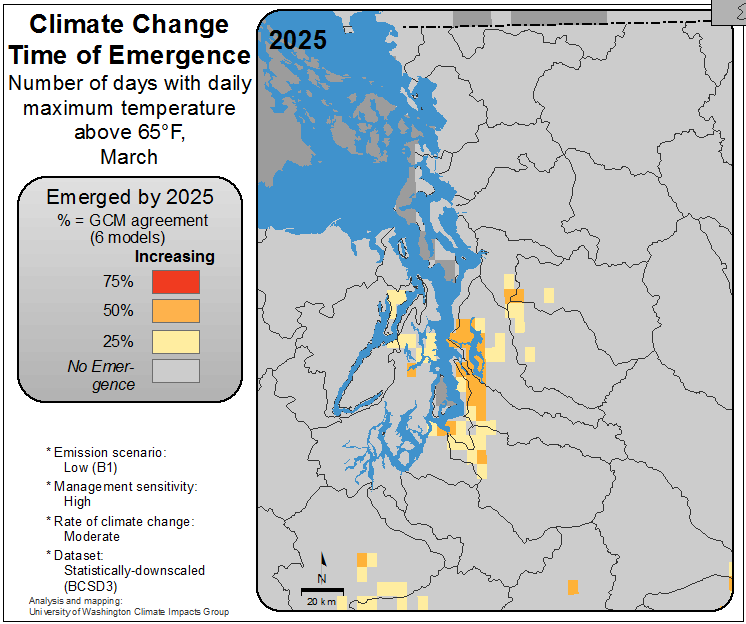 Climate Change
Time of Emergence
Number of days with daily
maximum temperature
above 65°F,
March
Emerged by 2025
% = GCM agreement
(6 models)
Increasing
75%
50%
25%
No Emer-
gence
* Emission scenario:
Low (B1)
* Management sensitivity:
High
* Rate of climate change:
Moderate
* Dataset:
Statistically-downscaled
(BCSD3)
Analysis and mapping:
University of Washington Climate Impacts Group
2025
N
20 km